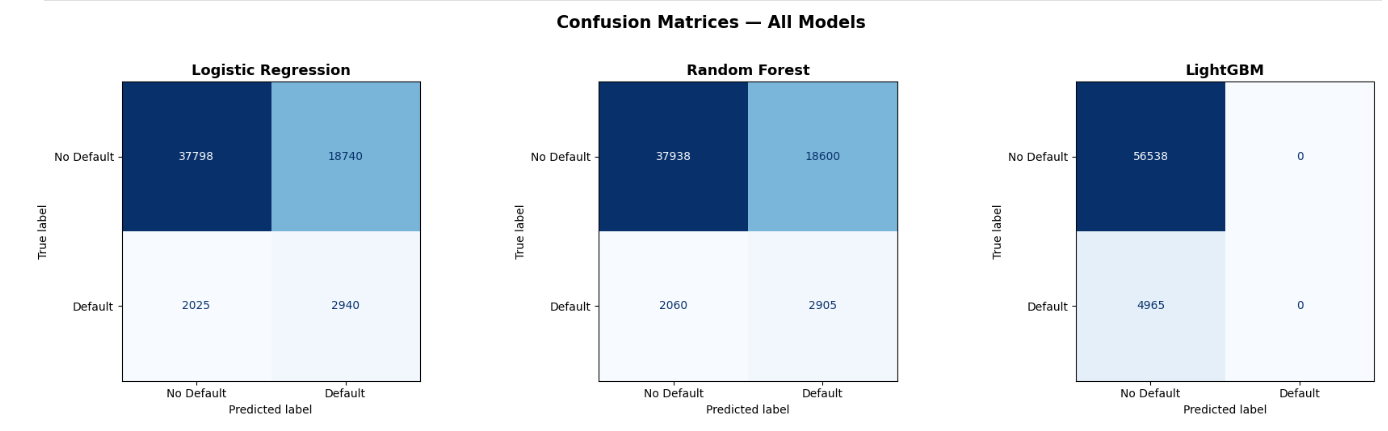 Confusion Matrices — All Models
Logistic Regression
True label
No Default
37798
18740
Default
2025
2940
No Default
Default
Predicted label
Random Forest
True label
No Default
37938
18600
Default
2060
2905
No Default
Default
Predicted label
LightGBM
True label
No Default
56538
0
Default
4965
0
No Default
Default
Predicted label